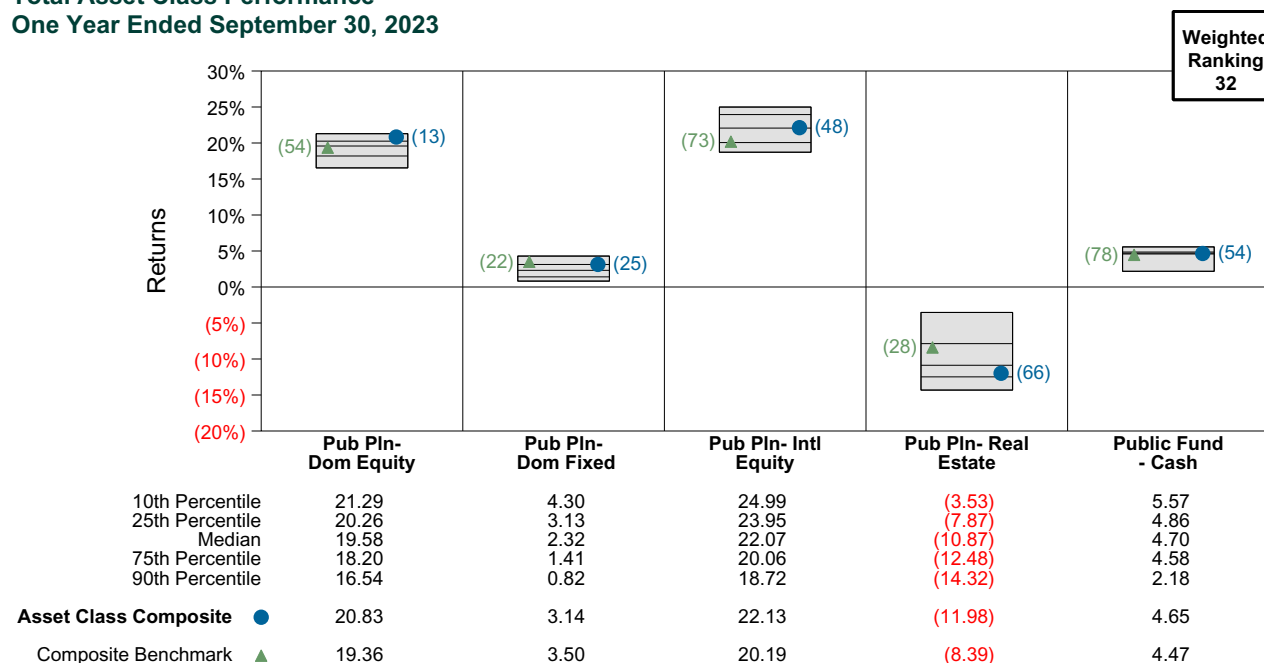 One Year Ended September 30, 2023
Weighted
Ranking
32
30%
25%
20%
15%
10%
5%
0%
(5%)
(10%)
(15%)
(20%)
Returns
(54) (13)
(22) (25)
(73) (48)
(28) (66)
(78) (54)
Pub Pln- Dom Equity
Pub Pln- Dom Fixed
Pub Pln- Intl Equity
Pub Pln- Real Estate
Public Fund - Cash
10th Percentile 21.29 4.30 24.99 (3.53) 5.57
25th Percentile 20.26 3.13 23.95 (7.87) 4.86
Median 19.58 2.32 22.07 (10.87) 4.70
75th Percentile 18.20 1.41 20.06 (12.48) 4.58
90th Percentile 16.54 0.82 18.72 (14.32) 2.18
Asset Class Composite 20.83 3.14 22.13 (11.98) 4.65
Composite Benchmark 19.36 3.50 20.19 (8.39) 4.47